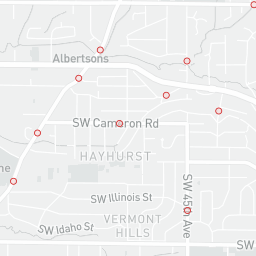 Albertsons
SW Cameron Rd
HAYHURST
SW Illinois St
SW 45th Ave
VERMONT
HILLS
SW Idaho St